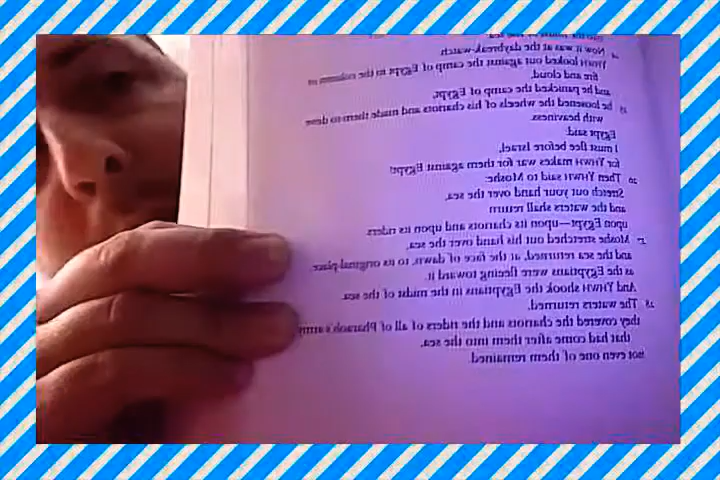 Now it was at the daybreak-watch
YHWH looked out against the camp of Egypt in the column of
fire and cloud,
and he panicked the camp of Egypt,
25 he loosened the wheels of his chariots and made them to drive
with heaviness.
Egypt said:
I must flee before Israel,
for YHWH makes war for them against Egypt!
26 Then YHWH said to Moshe:
Stretch out your hand over the sea,
and the waters shall return
upon Egypt—upon its chariots and upon its riders.
27 Moshe stretched out his hand over the sea,
and the sea returned, at the face of dawn, to its original-place,
as the Egyptians were fleeing toward it.
And YHWH shook the Egyptians in the midst of the sea.
28 The waters returned,
they covered the chariots and the riders of all of Pharaoh's army
that had come after them into the sea,
not even one of them remained.